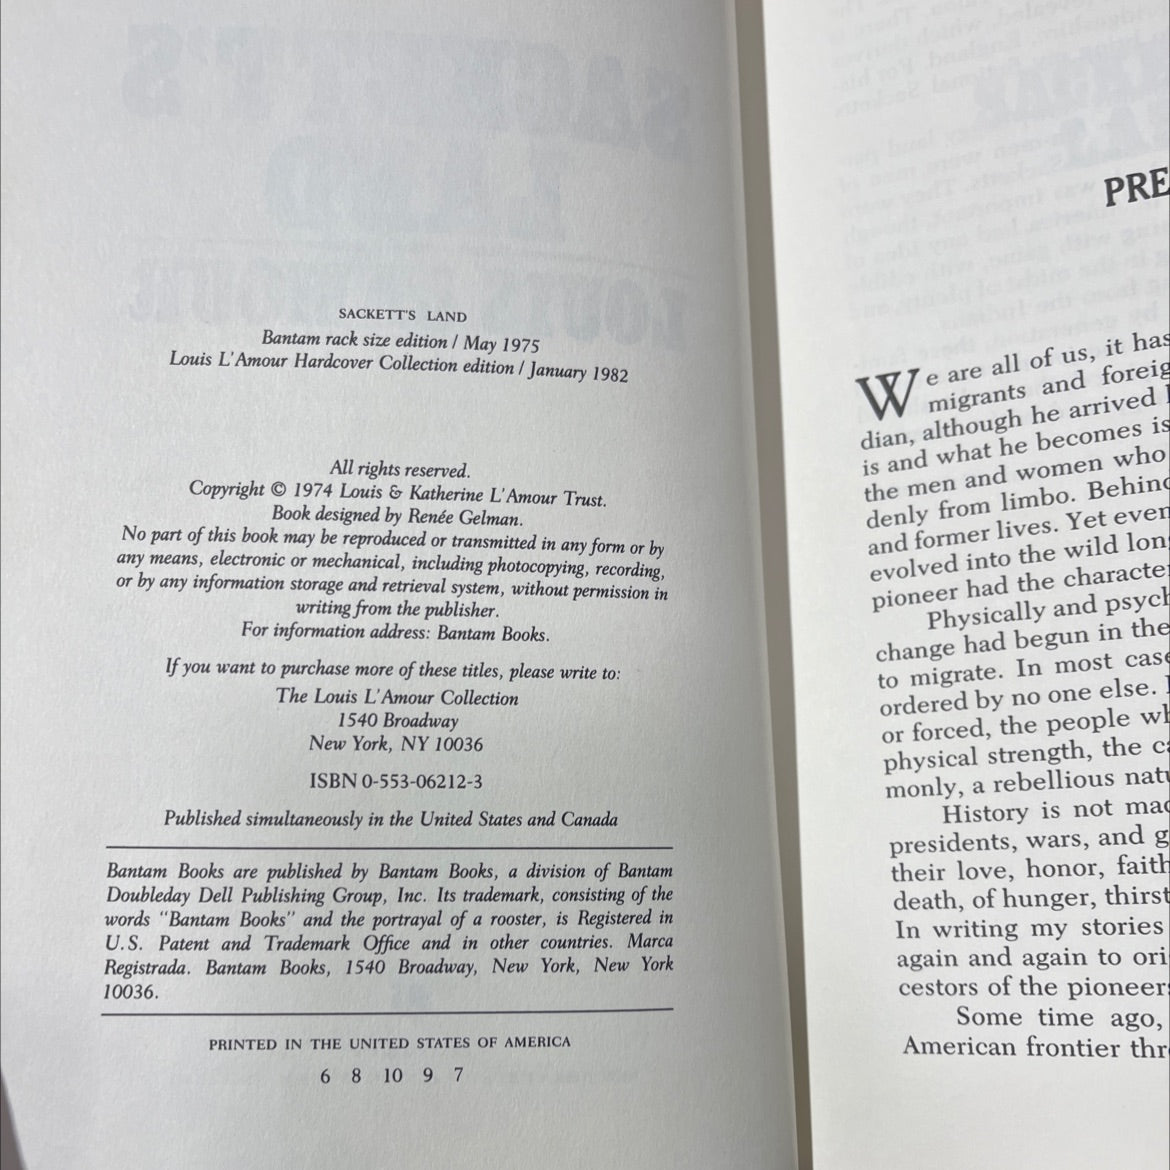 SACKETT'S LAND
Bantam rack size edition / May 1975
Louis L'Amour Hardcover Collection edition / January 1982
All rights reserved.
Copyright © 1974 Louis & Katherine L'Amour Trust.
Book designed by Renée Gelman.
No part of this book may be reproduced or transmitted in any form or by
any means, electronic or mechanical, including photocopying, recording,
or by any information storage and retrieval system, without permission in
writing from the publisher.
For information address: Bantam Books.
If you want to purchase more of these titles, please write to:
The Louis L'Amour Collection
1540 Broadway
New York, NY 10036
ISBN 0-553-06212-3
Published simultaneously in the United States and Canada
Bantam Books are published by Bantam Books, a division of Bantam
Doubleday Dell Publishing Group, Inc. Its trademark, consisting of the
words "Bantam Books" and the portrayal of a rooster, is Registered in
U.S. Patent and Trademark Office and in other countries. Marca
Registrada. Bantam Books, 1540 Broadway, New York, New York
10036.
PRINTED IN THE UNITED STATES OF AMERICA
6 8 10 9 7
PRE
We are all of us, it has
migrants and foreig
dian, although he arrived
is and what he becomes is
the men and women who
denly from limbo. Behind
and former lives. Yet even
evolved into the wild lon
pioneer had the character
Physically and psych
change had begun in the
to migrate. In most case
ordered by no one else.
or forced, the people wh
physical strength, the ca
monly, a rebellious natu
History is not mad
presidents, wars, and g
their love, honor, faith
death, of hunger, thirst
In writing my stories
again and again to ori
cestors of the pioneers
Some time ago,
American frontier thr